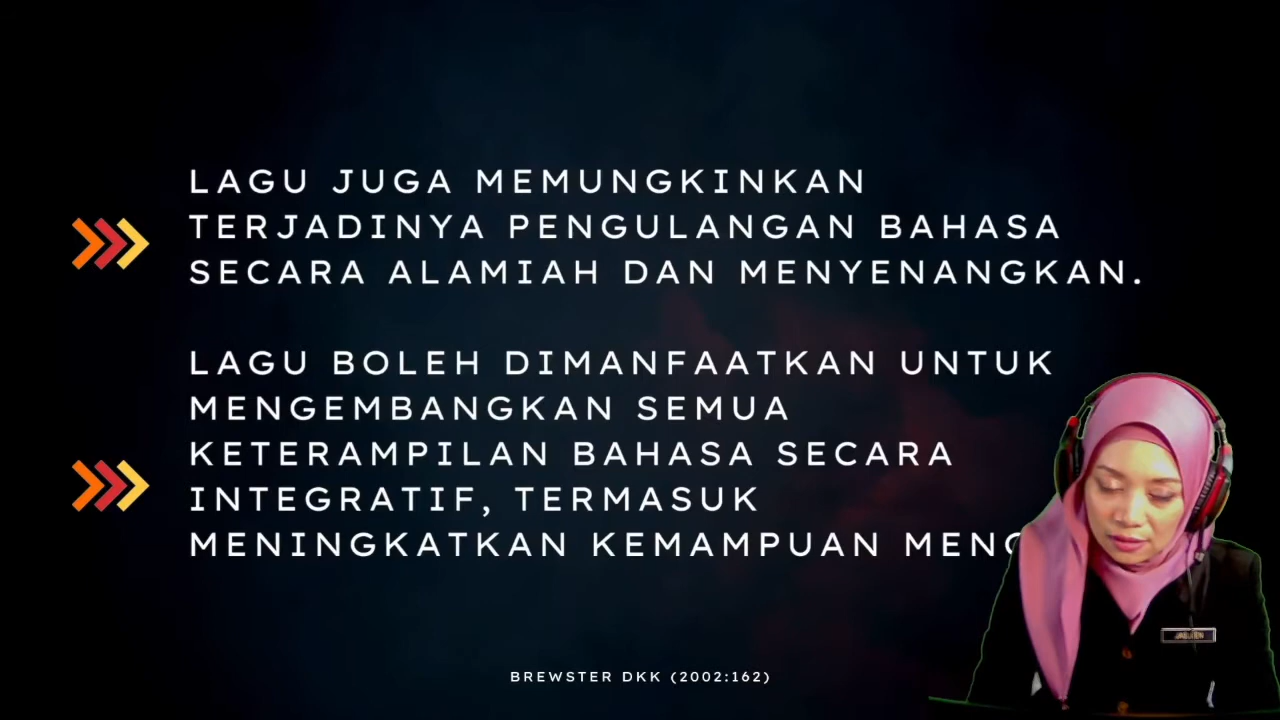 LAGU JUGA MEMUNGKINKAN
TERJADINYA PENGULANGAN BAHASA
SECARA ALAMIAH DAN MENYENANGKAN.
LAGU BOLEH DIMANFAATKAN UNTUK
MENGEMBANGKAN SEMUA
KETERAMPILAN BAHASA SECARA
INTEGRATIF, TERMASUK
MENINGKATKAN KEMAMPUAN
BREWSTER DKK (2002:162)